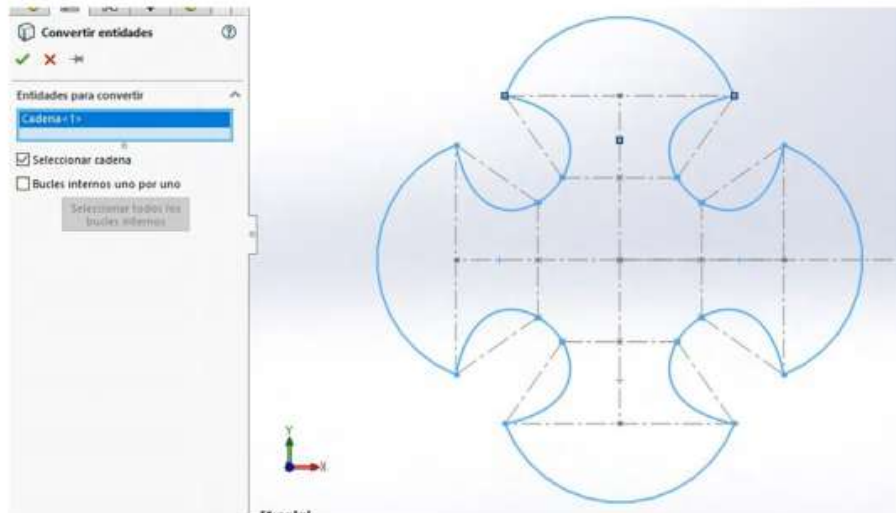 Convertir entidades
Entidades para convertir
Cadena<1>
Seleccionar cadena
Bucles internos uno por uno
Seleccionar todos los
bucles internos
Y
X